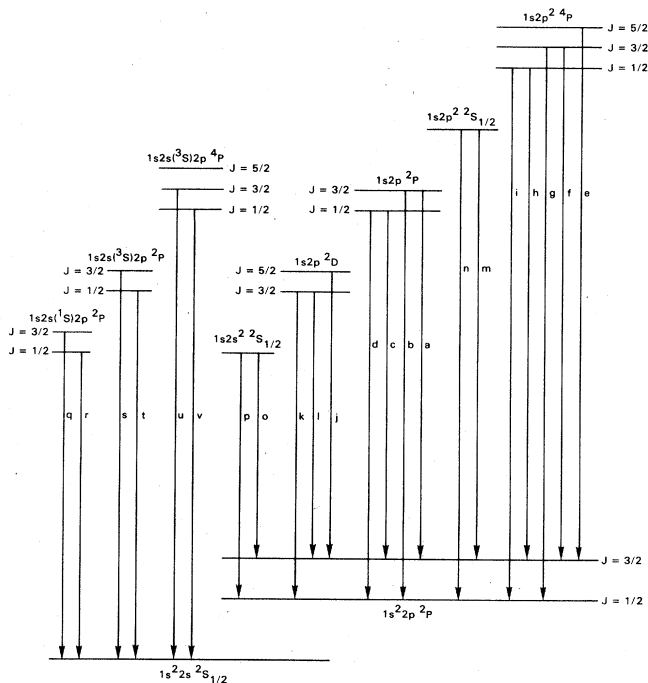 1s2p² ⁴P
J = 5/2
J = 3/2
J = 1/2
1s2p² ²S₁/₂
1s2s(³S)2p ⁴P
J = 5/2
J = 3/2
J = 1/2
1s2p ²P
J = 3/2
J = 1/2
i h g f e
1s2s(³S)2p ²P
J = 3/2
J = 1/2
1s2p ²D
J = 5/2
J = 3/2
n m
1s2s(¹S)2p ²P
J = 3/2
J = 1/2
1s2s² ²S₁/₂
d c b a
q r s t u v p o k l j
J = 3/2
J = 1/2
1s²2p ²P
1s²2s ²S₁/₂